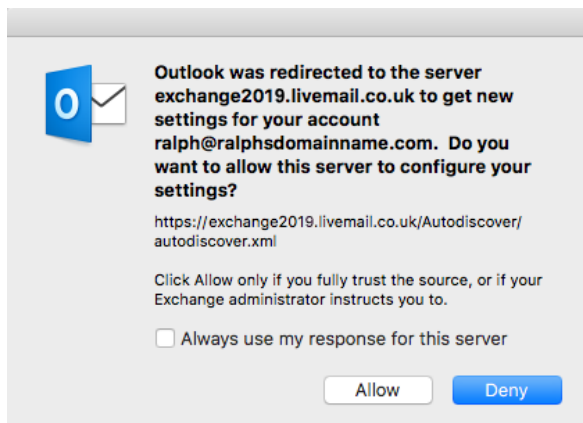 Outlook was redirected to the server
exchange2019.livemail.co.uk to get new
settings for your account
ralph@ralphsdomainname.com.  Do you
want to allow this server to configure your
settings?
https://exchange2019.livemail.co.uk/Autodiscover/
autodiscover.xml
Click Allow only if you fully trust the source, or if your
Exchange administrator instructs you to.
Always use my response for this server
Allow
Deny